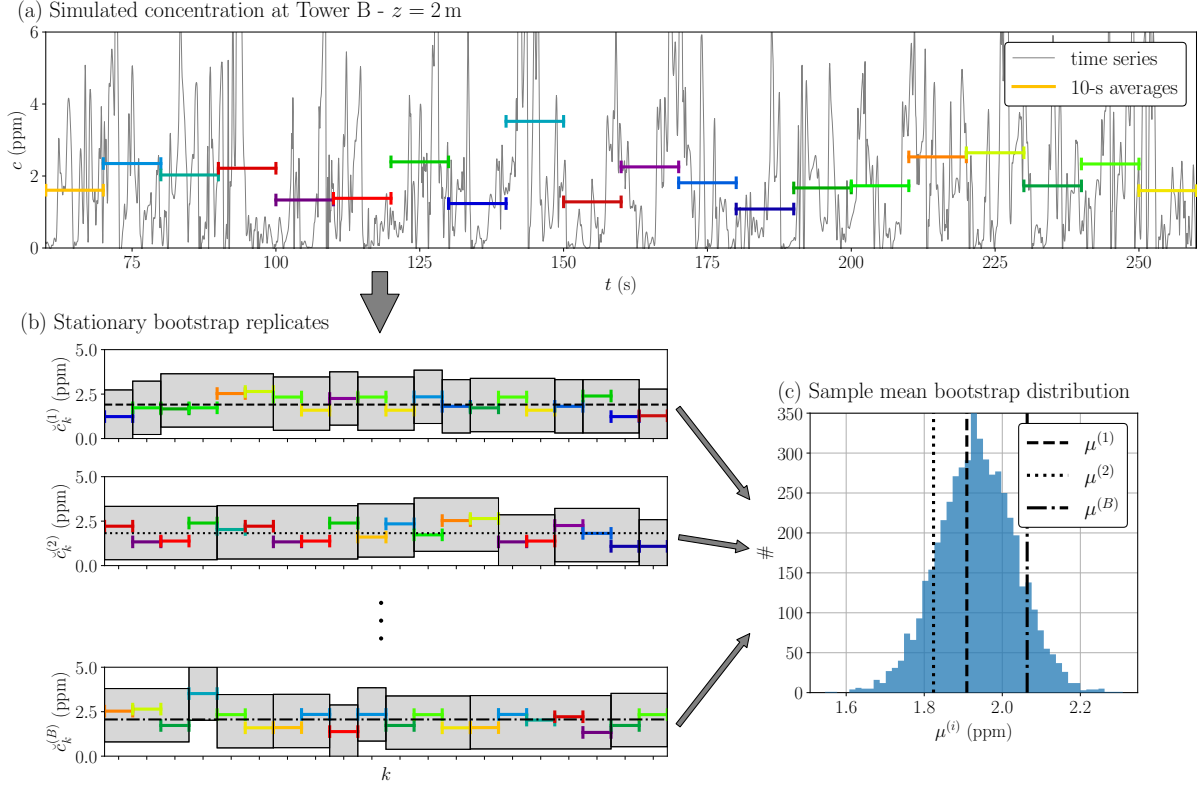 (a) Simulated concentration at Tower B - z = 2 m
6
4
2
0
c (ppm)
time series
10-s averages
75 100 125 150 175 200 225 250
t (s)
(b) Stationary bootstrap replicates
5.0
2.5
0.0
c̆ₖ⁽¹⁾ (ppm)
5.0
2.5
0.0
c̆ₖ⁽²⁾ (ppm)
5.0
2.5
0.0
c̆ₖ⁽ᴮ⁾ (ppm)
k
(c) Sample mean bootstrap distribution
350
300
250
200
150
100
50
0
#
μ⁽¹⁾
μ⁽²⁾
μ⁽ᴮ⁾
1.6 1.8 2.0 2.2
μ⁽ⁱ⁾ (ppm)